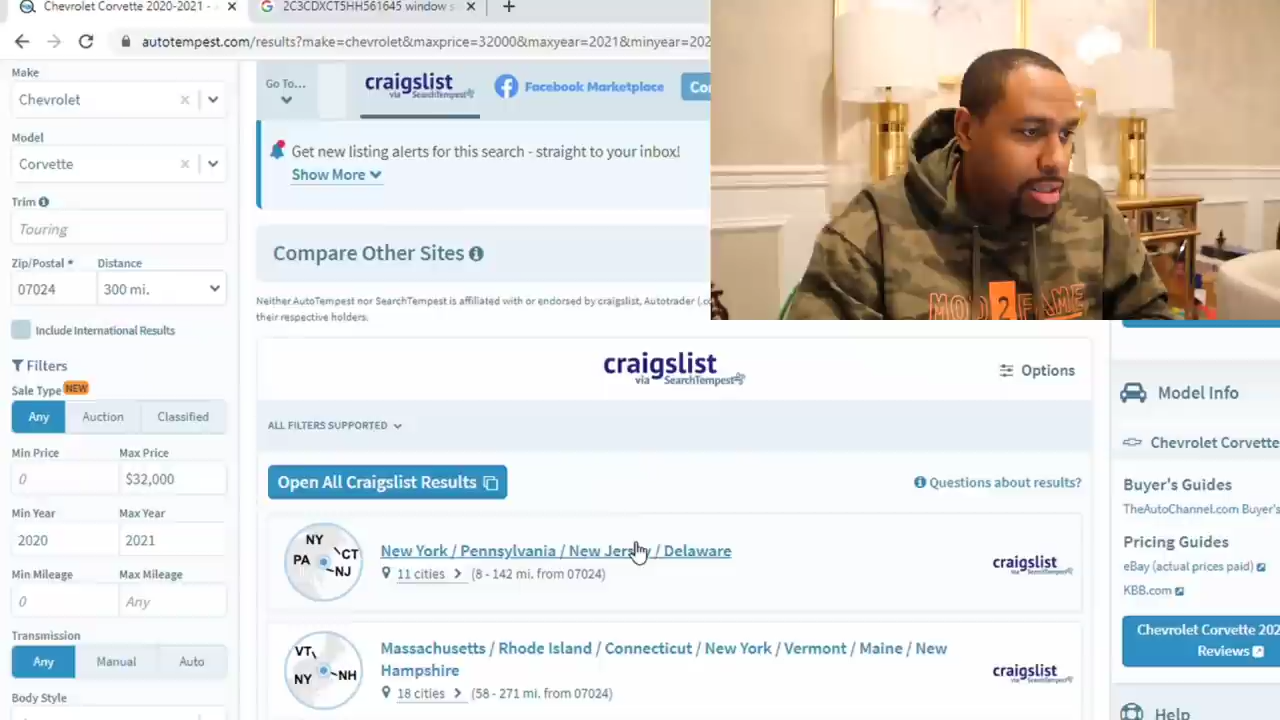 Chevrolet Corvette 2020-2021 -
2C3CDXCT5HH561645 window s
autotempest.com/results?make=chevrolet&maxprice=32000&maxyear=2021&minyear=202
Make
Chevrolet
Model
Corvette
Trim
Touring
Zip/Postal * Distance
07024 300 mi.
Include International Results
Filters
Sale Type NEW
Any Auction Classified
Min Price Max Price
0 $32,000
Min Year Max Year
2020 2021
Min Mileage Max Mileage
0 Any
Transmission
Any Manual Auto
Body Style
Go To...
craigslist
via SearchTempest
Facebook Marketplace
Co
Get new listing alerts for this search - straight to your inbox!
Show More
Compare Other Sites
Neither AutoTempest nor SearchTempest is affiliated with or endorsed by craigslist, Autotrader (.c
their respective holders.
craigslist
via SearchTempest
Options
ALL FILTERS SUPPORTED
Open All Craigslist Results
Questions about results?
NY
PA CT
NJ
New York / Pennsylvania / New Jersey / Delaware
11 cities (8 - 142 mi. from 07024)
craigslist
via SearchTempest
VT
NY NH
Massachusetts / Rhode Island / Connecticut / New York / Vermont / Maine / New
Hampshire
18 cities (58 - 271 mi. from 07024)
craigslist
via SearchTempest
MOD 2 FAME
Model Info
Chevrolet Corvette
Buyer's Guides
TheAutoChannel.com Buyer's
Pricing Guides
eBay (actual prices paid)
KBB.com
Chevrolet Corvette 202
Reviews
Help